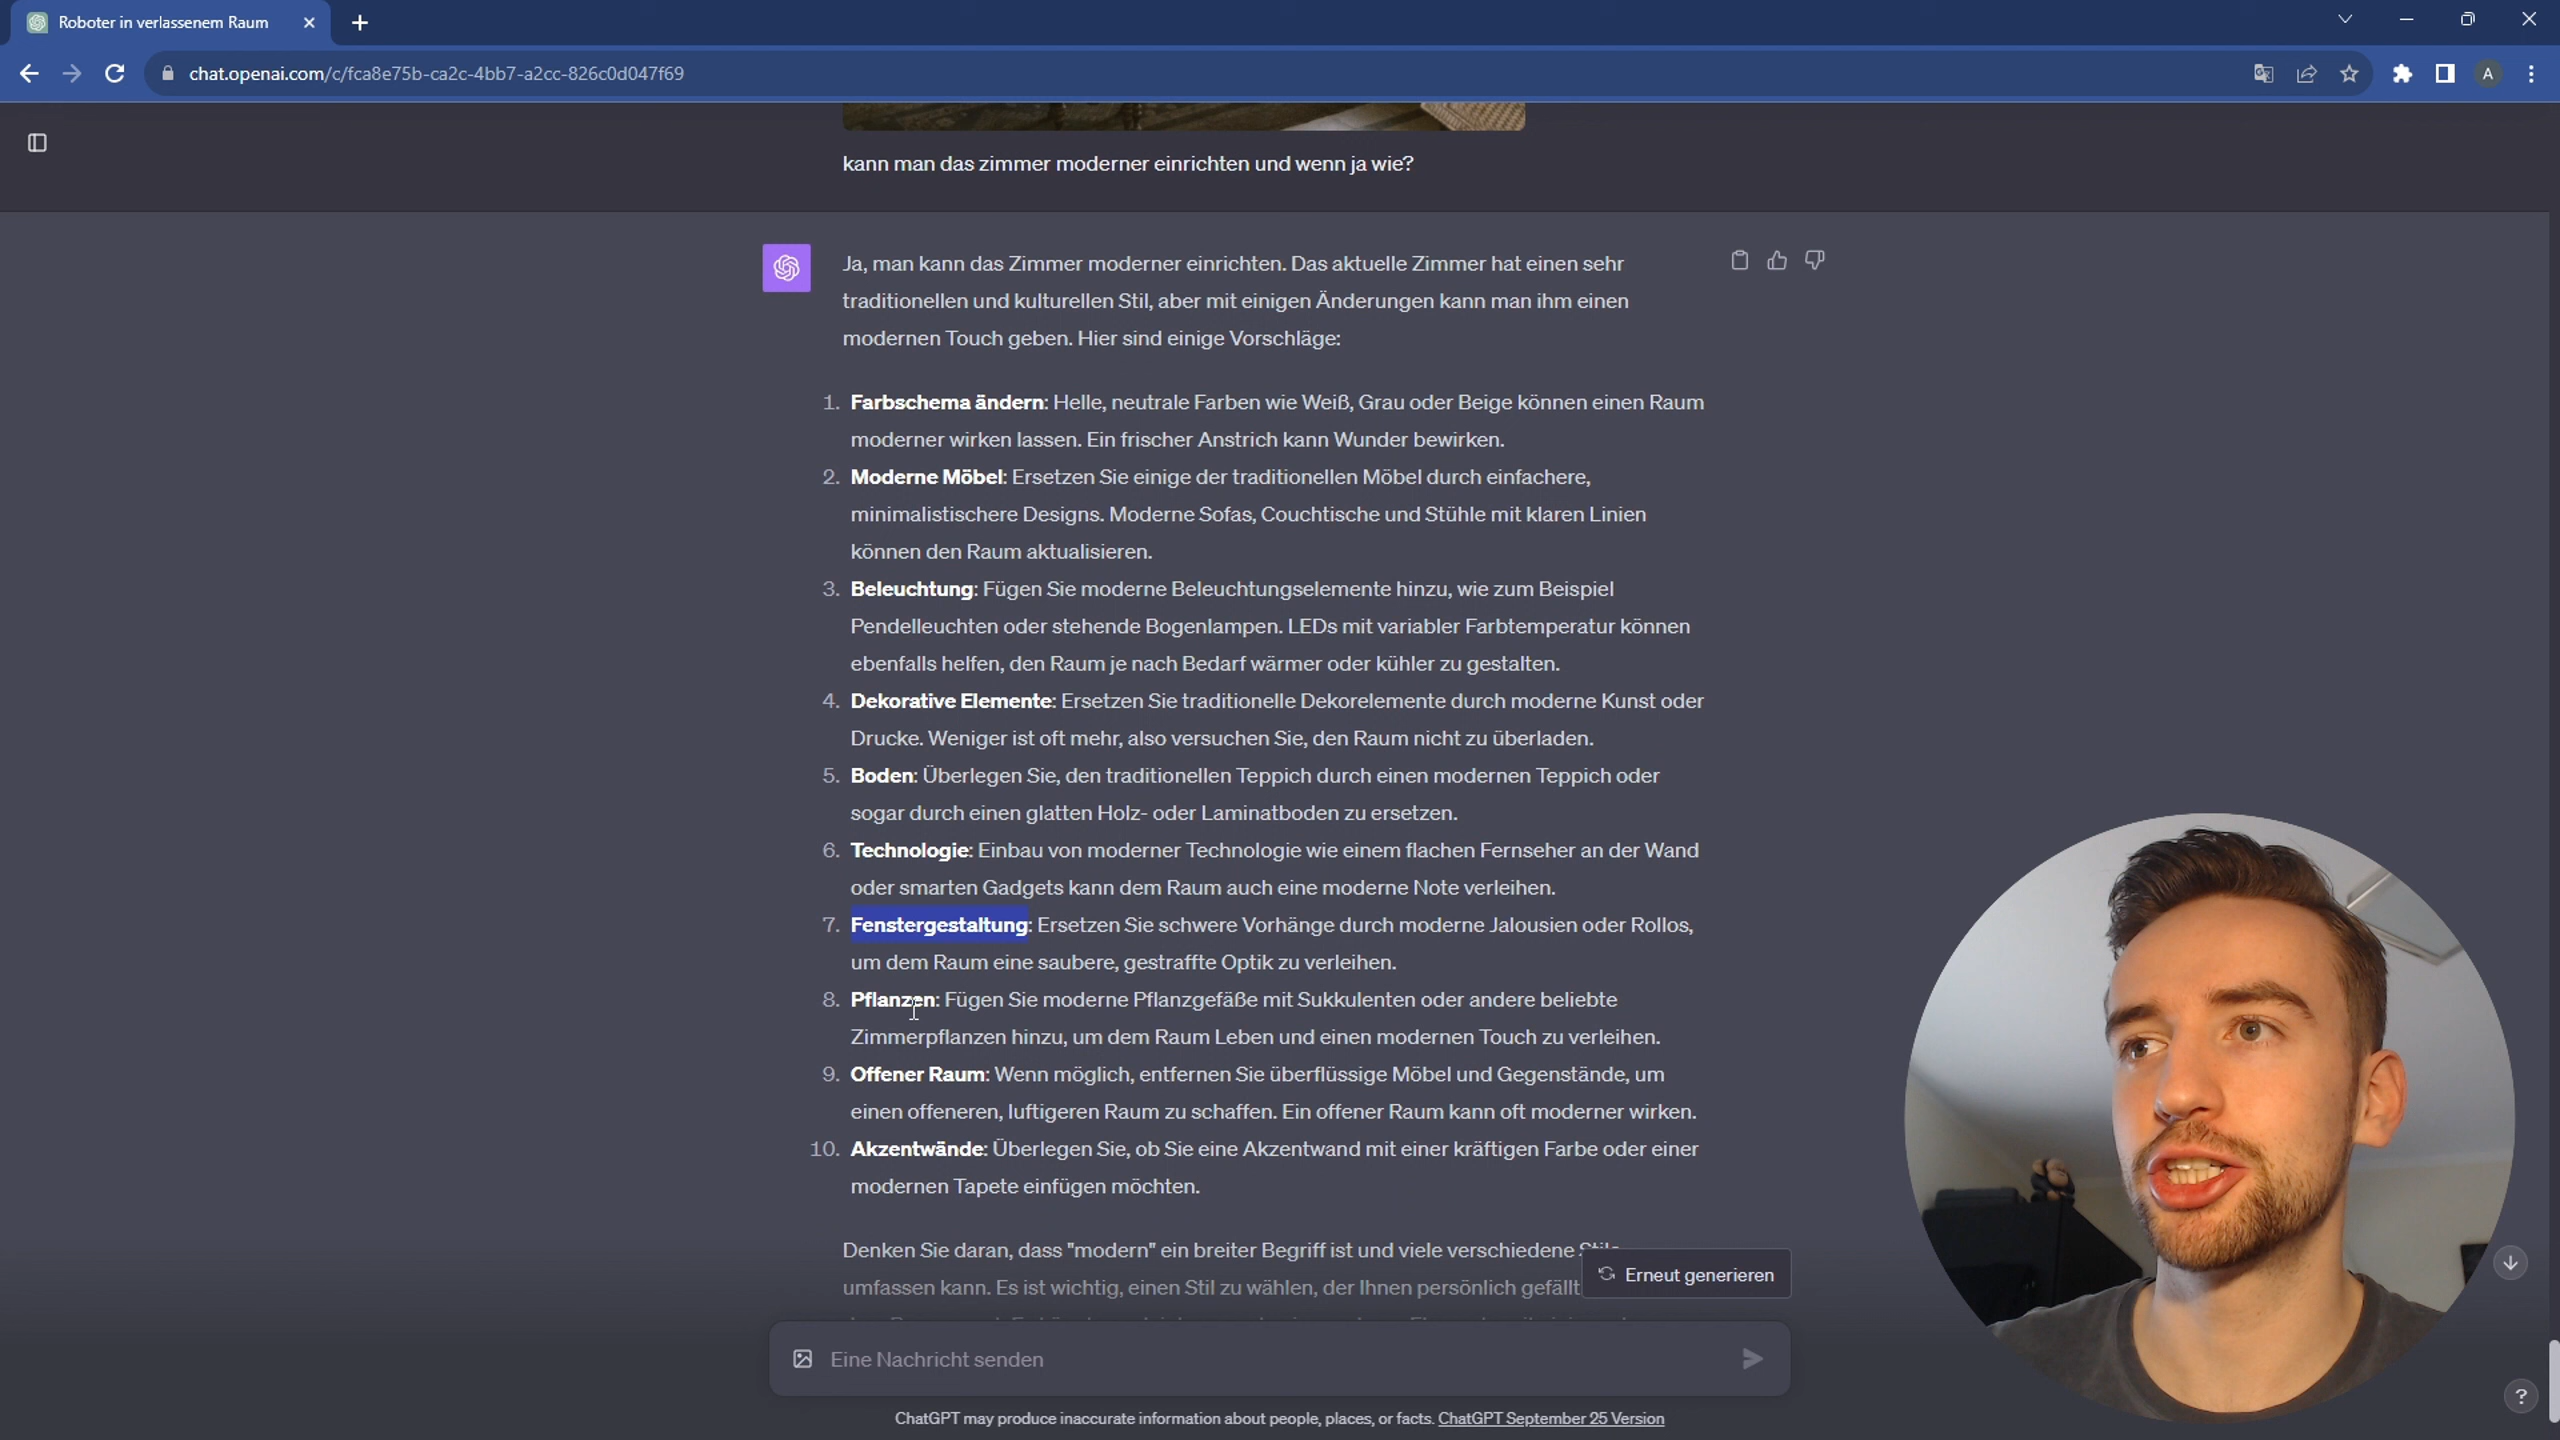 Roboter in verlassenem Raum
chat.openai.com/c/fca8e75b-ca2c-4bb7-a2cc-826c0d047f69
A
kann man das zimmer moderner einrichten und wenn ja wie?
Ja, man kann das Zimmer moderner einrichten. Das aktuelle Zimmer hat einen sehr
traditionellen und kulturellen Stil, aber mit einigen Änderungen kann man ihm einen
modernen Touch geben. Hier sind einige Vorschläge:
1. Farbschema ändern: Helle, neutrale Farben wie Weiß, Grau oder Beige können einen Raum
moderner wirken lassen. Ein frischer Anstrich kann Wunder bewirken.
2. Moderne Möbel: Ersetzen Sie einige der traditionellen Möbel durch einfachere,
minimalistischere Designs. Moderne Sofas, Couchtische und Stühle mit klaren Linien
können den Raum aktualisieren.
3. Beleuchtung: Fügen Sie moderne Beleuchtungselemente hinzu, wie zum Beispiel
Pendelleuchten oder stehende Bogenlampen. LEDs mit variabler Farbtemperatur können
ebenfalls helfen, den Raum je nach Bedarf wärmer oder kühler zu gestalten.
4. Dekorative Elemente: Ersetzen Sie traditionelle Dekorelemente durch moderne Kunst oder
Drucke. Weniger ist oft mehr, also versuchen Sie, den Raum nicht zu überladen.
5. Boden: Überlegen Sie, den traditionellen Teppich durch einen modernen Teppich oder
sogar durch einen glatten Holz- oder Laminatboden zu ersetzen.
6. Technologie: Einbau von moderner Technologie wie einem flachen Fernseher an der Wand
oder smarten Gadgets kann dem Raum auch eine moderne Note verleihen.
7. Fenstergestaltung: Ersetzen Sie schwere Vorhänge durch moderne Jalousien oder Rollos,
um dem Raum eine saubere, gestraffte Optik zu verleihen.
8. Pflanzen: Fügen Sie moderne Pflanzgefäße mit Sukkulenten oder andere beliebte
Zimmerpflanzen hinzu, um dem Raum Leben und einen modernen Touch zu verleihen.
9. Offener Raum: Wenn möglich, entfernen Sie überflüssige Möbel und Gegenstände, um
einen offeneren, luftigeren Raum zu schaffen. Ein offener Raum kann oft moderner wirken.
10. Akzentwände: Überlegen Sie, ob Sie eine Akzentwand mit einer kräftigen Farbe oder einer
modernen Tapete einfügen möchten.
Denken Sie daran, dass "modern" ein breiter Begriff ist und viele verschiedene
umfassen kann. Es ist wichtig, einen Stil zu wählen, der Ihnen persönlich gefällt
Erneut generieren
Eine Nachricht senden
ChatGPT may produce inaccurate information about people, places, or facts. ChatGPT September 25 Version
?